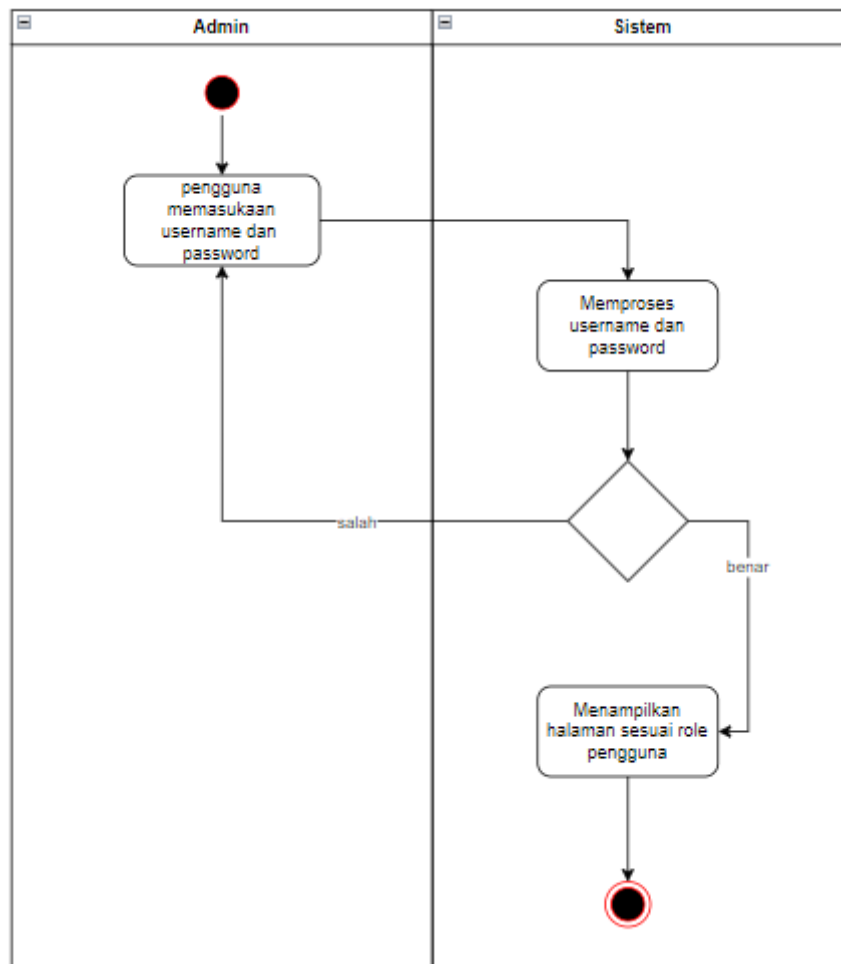 Admin
Sistem
pengguna
memasukaan
username dan
password
Memproses
username dan
password
salah
benar
Menampilkan
halaman sesuai role
pengguna